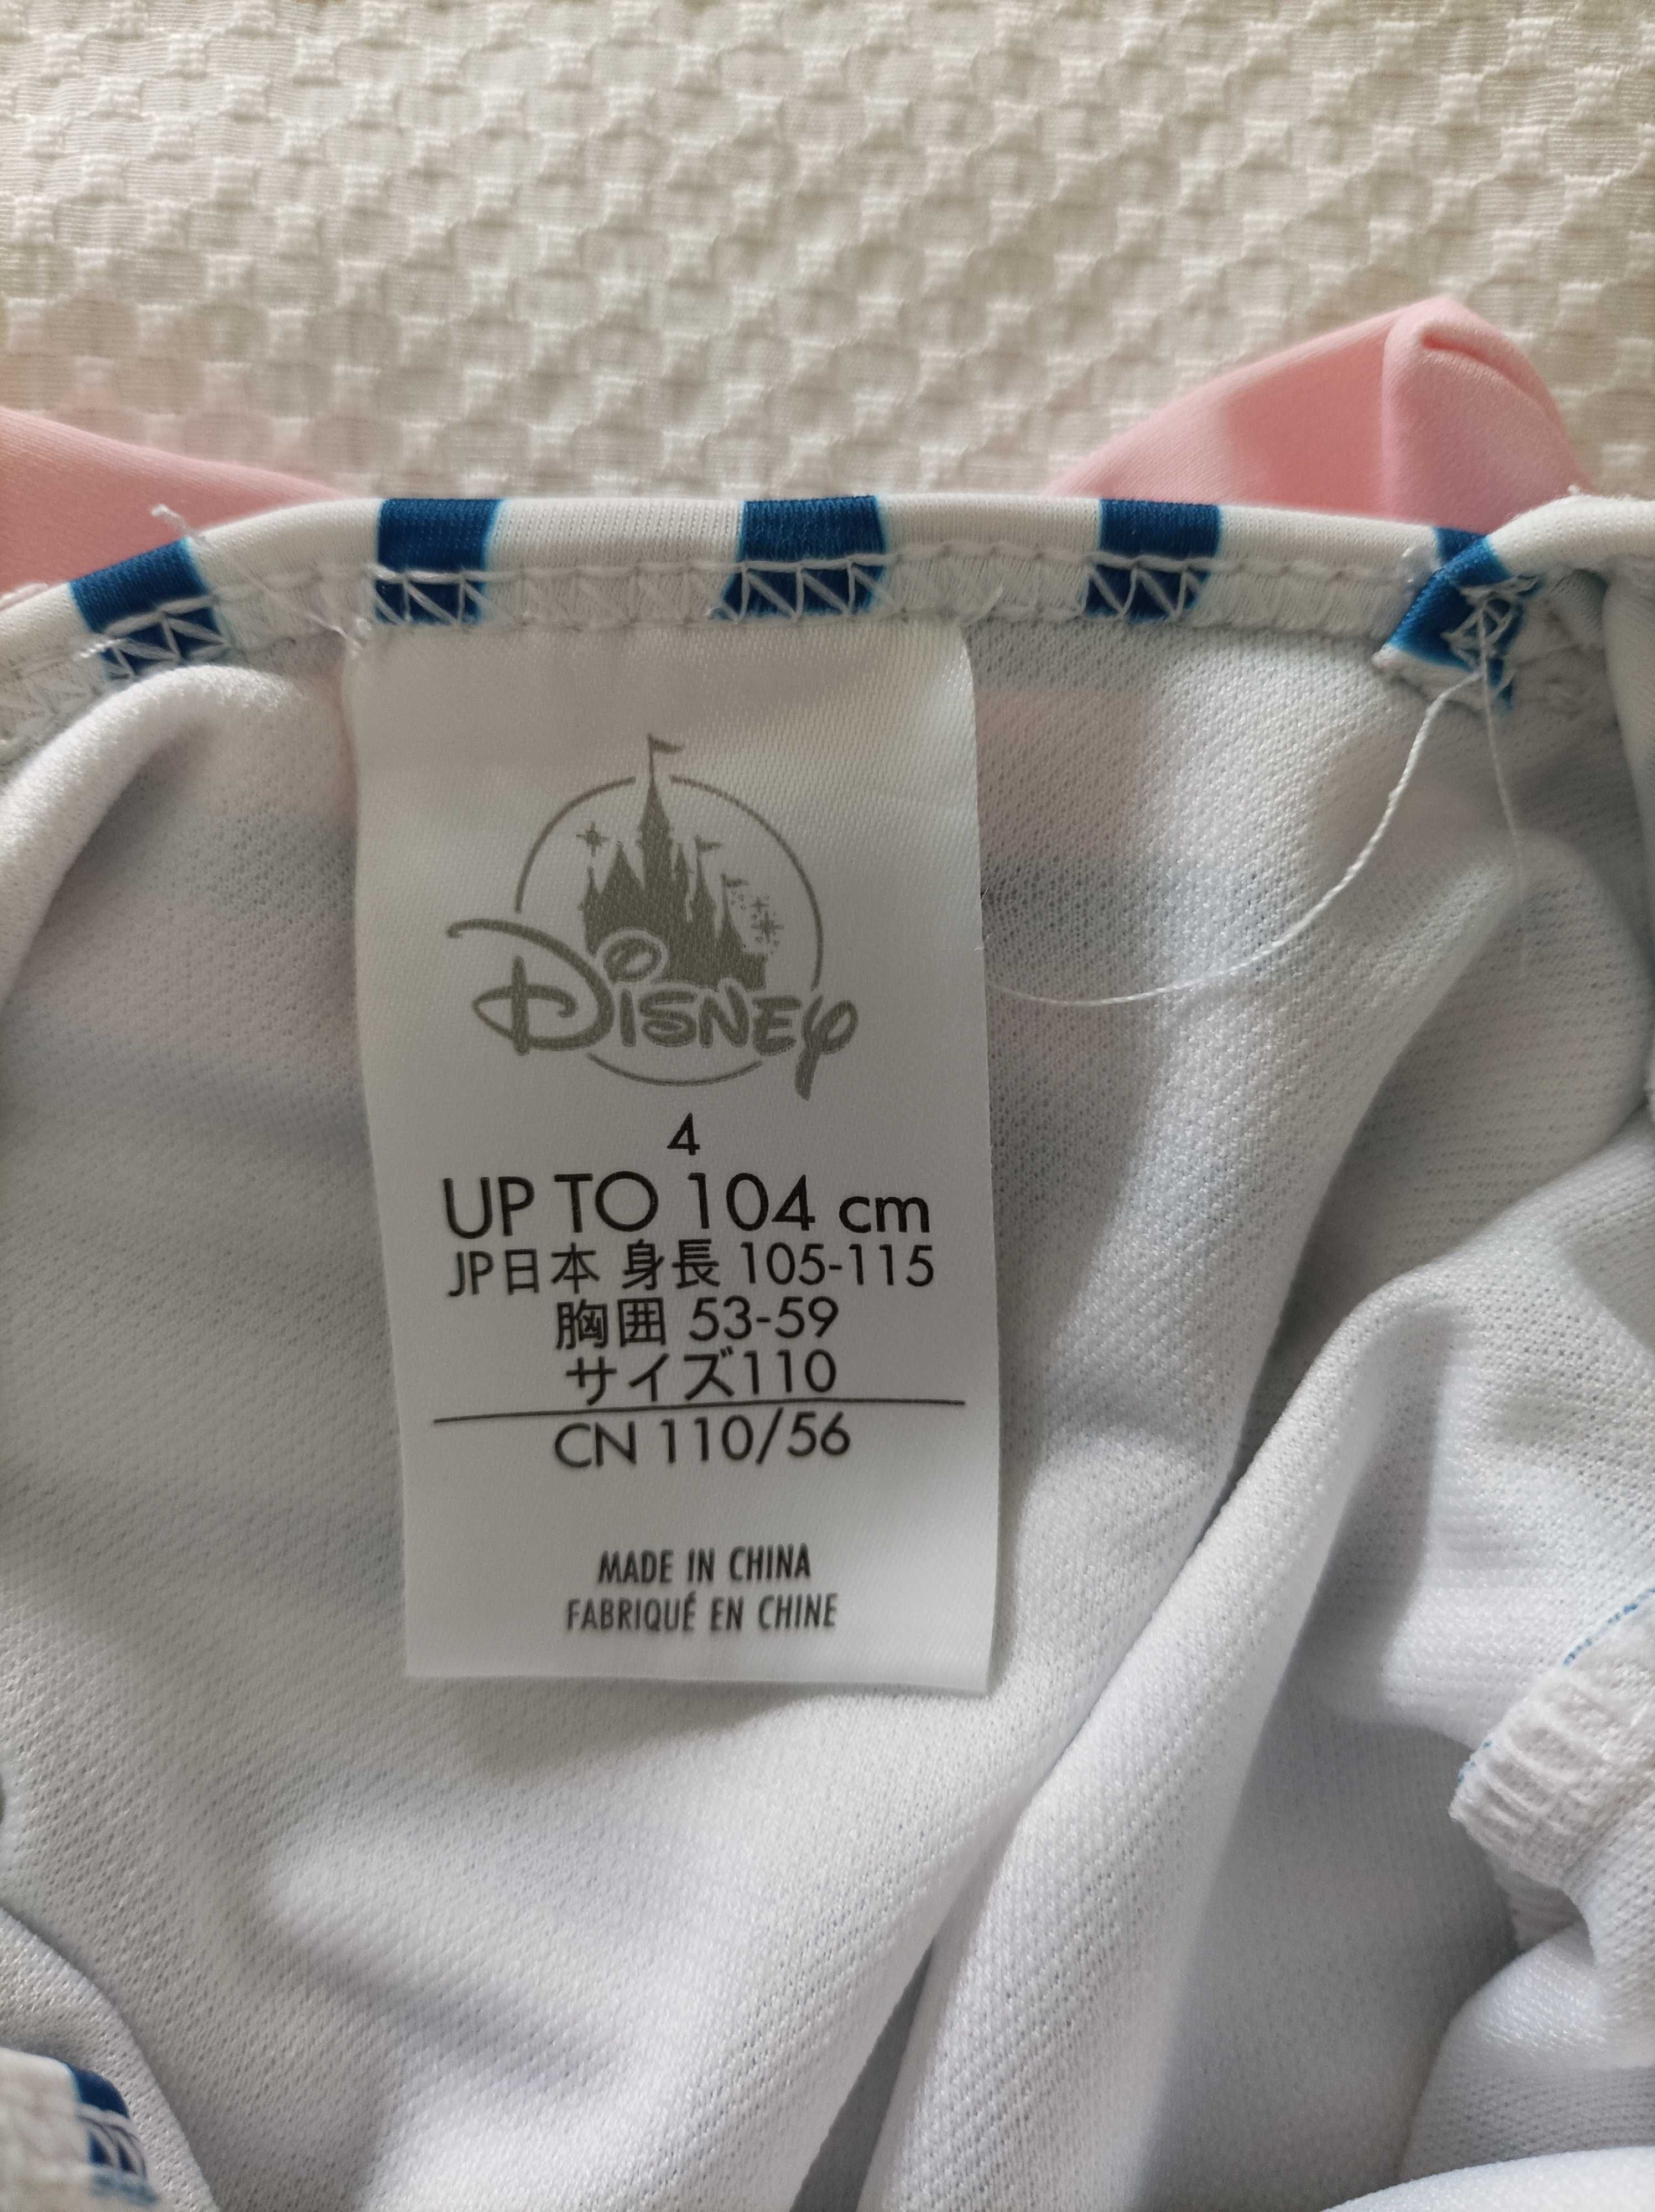 Disney
4
UP TO 104 cm
JP日本 身長 105-115
胸囲 53-59
サイズ110
CN 110/56
MADE IN CHINA
FABRIQUÉ EN CHINE